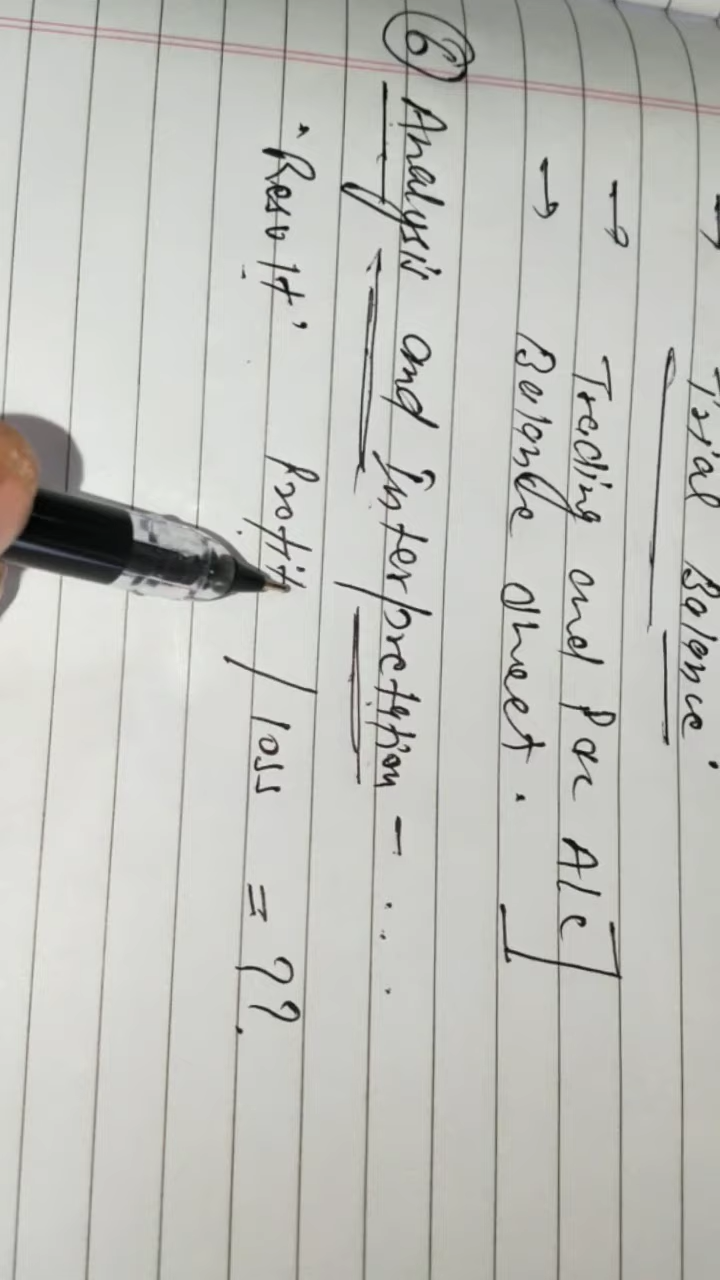 → Trial Balance'
→ Trading and P&L A/c
→ Balance Sheet.
⑥ Analysis and Interpretation - ...
'Result' Profit / loss = ??